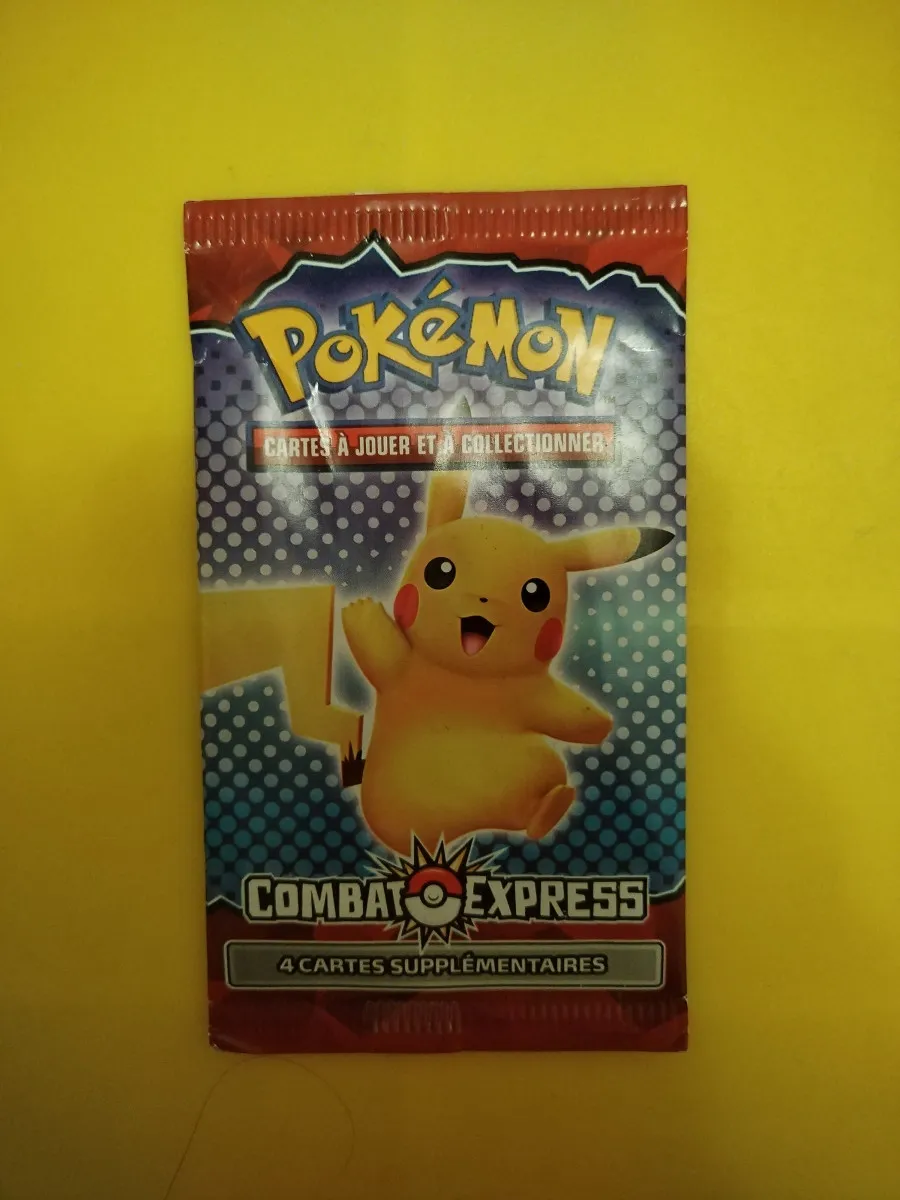 POKéMON
CARTES À JOUER ET À COLLECTIONNER
COMBAT EXPRESS
4 CARTES SUPPLÉMENTAIRES